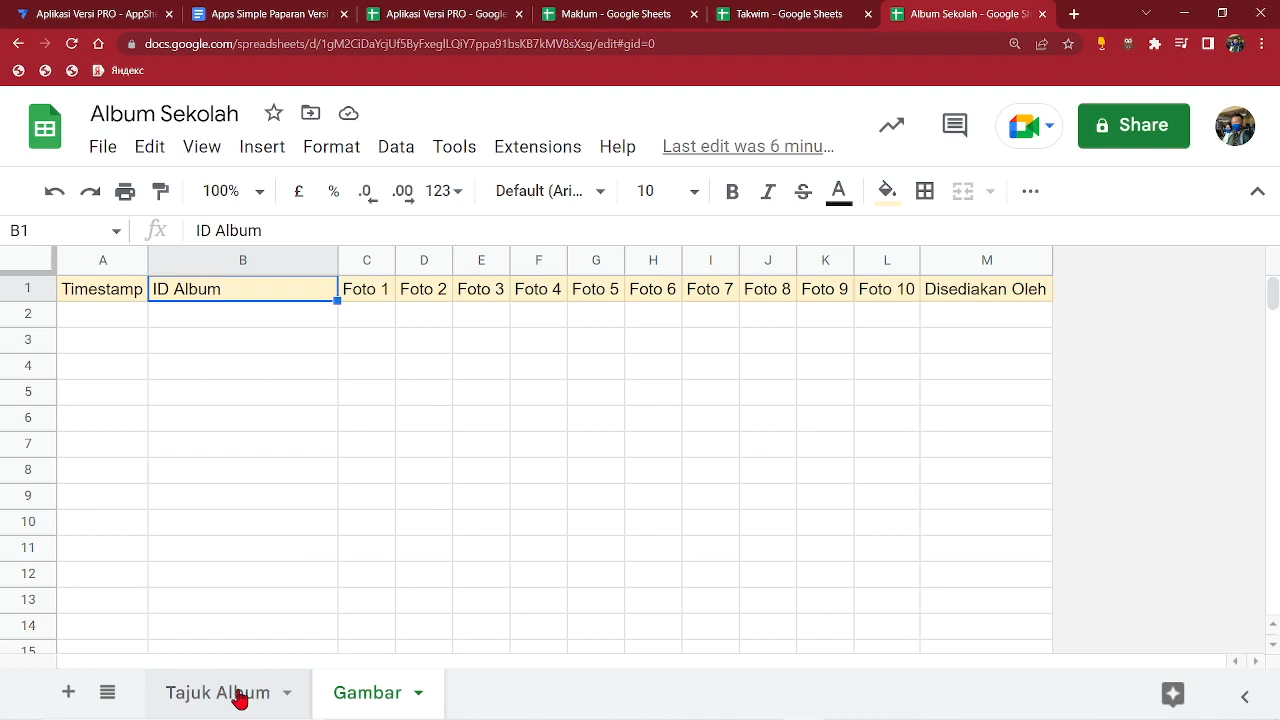 Aplikasi Versi PRO - AppShe
Apps Simple Paparan Versi
Aplikasi Versi PRO - Google
Maklum - Google Sheets
Takwim - Google Sheets
Album Sekolah - Google Sh
docs.google.com/spreadsheets/d/1gM2CiDaYgJUf5ByFxeglLQiY7ppa91bsKB7kMV8sXsg/edit#gid=0
Яндекс
Album Sekolah
File Edit View Insert Format Data Tools Extensions Help Last edit was 6 minu...
Share
100% £ % .0 .00 123 Default (Ari... 10 B I S A
B1 fx ID Album
A B C D E F G H I J K L M
1 Timestamp ID Album Foto 1 Foto 2 Foto 3 Foto 4 Foto 5 Foto 6 Foto 7 Foto 8 Foto 9 Foto 10 Disediakan Oleh
2
3
4
5
6
7
8
9
10
11
12
13
14
15
Tajuk Album Gambar